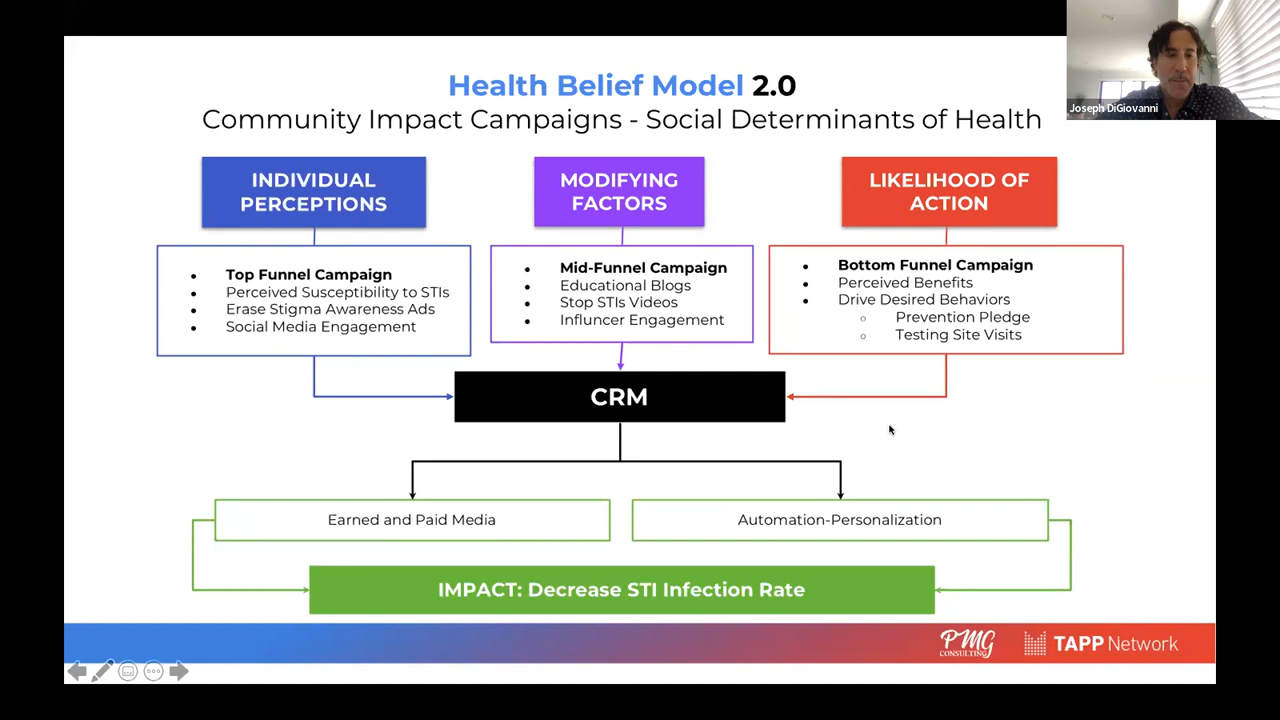 Health Belief Model 2.0
Community Impact Campaigns - Social Determinants of Health
Joseph DiGiovanni
INDIVIDUAL
PERCEPTIONS
Top Funnel Campaign
Perceived Susceptibility to STIs
Erase Stigma Awareness Ads
Social Media Engagement
MODIFYING
FACTORS
Mid-Funnel Campaign
Educational Blogs
Stop STIs Videos
Influncer Engagement
LIKELIHOOD OF
ACTION
Bottom Funnel Campaign
Perceived Benefits
Drive Desired Behaviors
Prevention Pledge
Testing Site Visits
CRM
Earned and Paid Media
Automation-Personalization
IMPACT: Decrease STI Infection Rate
PMG
CONSULTING
TAPP Network